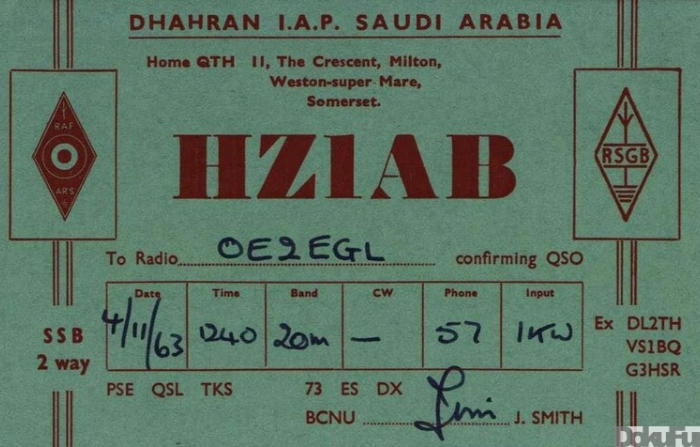 DHAHRAN I.A.P. SAUDI ARABIA
Home QTH 11, The Crescent, Milton,
Weston-super-Mare,
Somerset.
RAF
ARS
HZ1AB
RSGB
To Radio OE2EGL confirming QSO
Date Time Band CW Phone Input
4/11/63 1240 20m — 57 1KW
SSB
2 way
Ex DL2TH
VS1BQ
G3HSR
PSE QSL TKS 73 ES DX
BCNU Jim J. SMITH